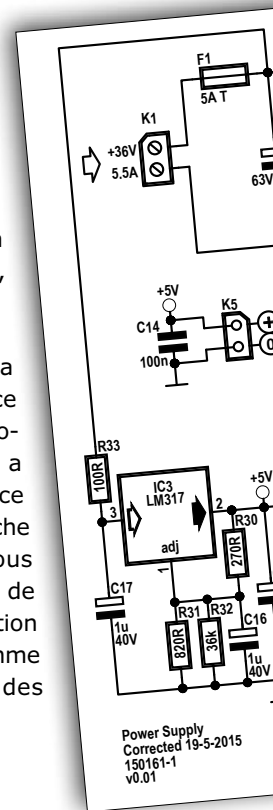 F1
5A T
K1
+36V
5.5A
63V
+5V
K5
C14
100n
R33
100R
IC3
LM317
3
2
adj
1
+5V
R30
270R
C17
1u
40V
R31
820R
R32
36k
C16
1u
40V
Power Supply
Corrected 19-5-2015
150161-1
v0.01
a
ce
o-
a
ce
che
ous
de
tion
mme
des